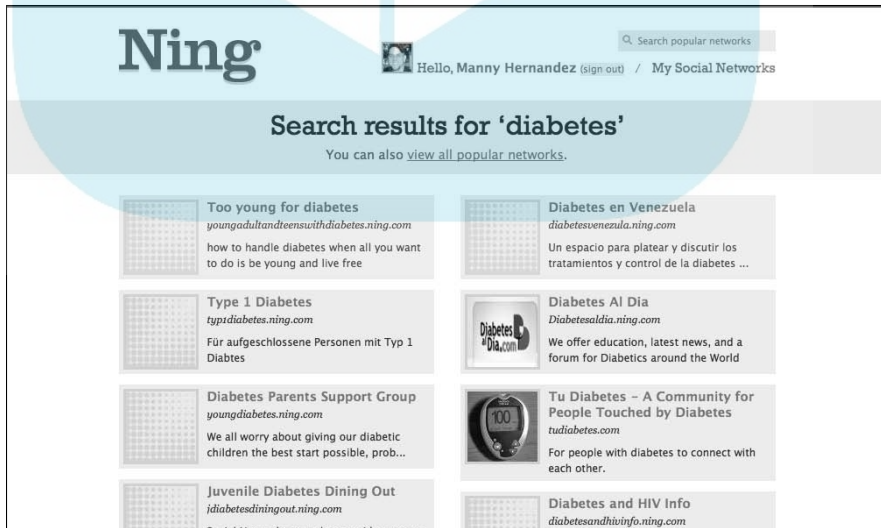 Ning
Search popular networks
Hello, Manny Hernandez (sign out) / My Social Networks
Search results for ‘diabetes’
You can also view all popular networks.
Too young for diabetes
youngadultandteenswithdiabetes.ning.com
how to handle diabetes when all you want
to do is be young and live free
Type 1 Diabetes
typ1diabetes.ning.com
Für aufgeschlossene Personen mit Typ 1
Diabtes
Diabetes Parents Support Group
youngdiabetes.ning.com
We all worry about giving our diabetic
children the best start possible, prob...
Juvenile Diabetes Dining Out
jdiabetesdiningout.ning.com
Diabetes en Venezuela
diabetesvenezula.ning.com
Un espacio para platear y discutir los
tratamientos y control de la diabetes ...
Diabetes Al Dia
Diabetesaldia.ning.com
We offer education, latest news, and a
forum for Diabetics around the World
Diabetes
al Dia.com
Tu Diabetes – A Community for
People Touched by Diabetes
tudiabetes.com
For people with diabetes to connect with
each other.
100
Diabetes and HIV Info
diabetesandhivinfo.ning.com